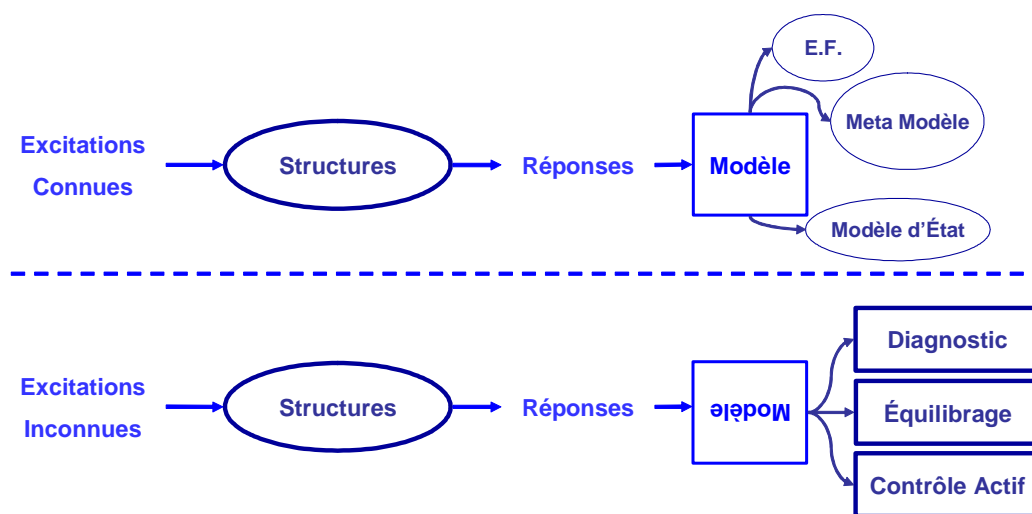 E.F.
Meta Modèle
Excitations
Connues
Structures
Réponses
Modèle
Modèle d'État
Diagnostic
Excitations
Inconnues
Structures
Réponses
Modèle
Équilibrage
Contrôle Actif